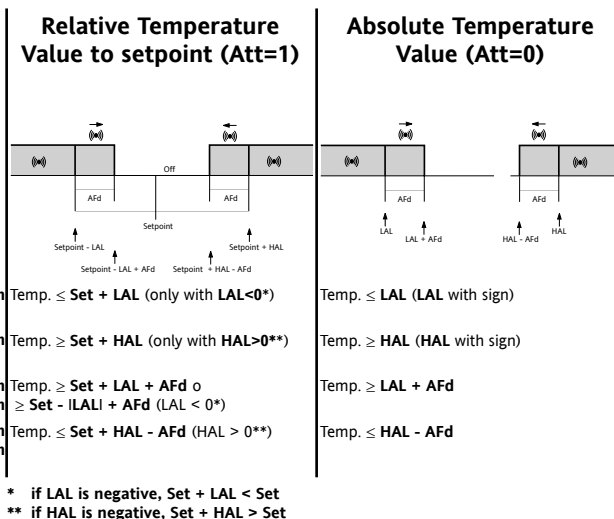 Relative Temperature
Value to setpoint (Att=1)
Absolute Temperature
Value (Att=0)
Off
AFd
AFd
Setpoint
Setpoint - LAL
Setpoint + HAL
Setpoint - LAL + AFd
Setpoint + HAL - AFd
AFd
AFd
LAL
LAL + AFd
HAL - AFd
HAL
Temp. ≤ Set + LAL (only with LAL<0*)
Temp. ≤ LAL (LAL with sign)
Temp. ≥ Set + HAL (only with HAL>0**)
Temp. ≥ HAL (HAL with sign)
Temp. ≥ Set + LAL + AFd o
≥ Set - ILALI + AFd (LAL < 0*)
Temp. ≥ LAL + AFd
Temp. ≤ Set + HAL - AFd (HAL > 0**)
Temp. ≤ HAL - AFd
* if LAL is negative, Set + LAL < Set
** if HAL is negative, Set + HAL > Set